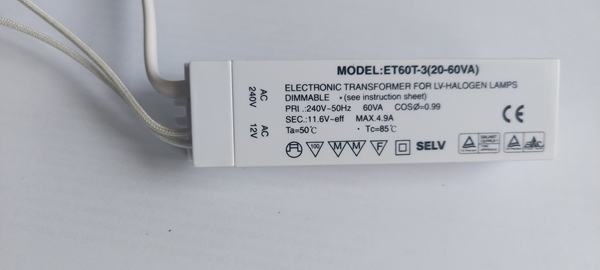 MODEL:ET60T-3(20-60VA)
ELECTRONIC TRANSFORMER FOR LV-HALOGEN LAMPS
DIMMABLE •(see instruction sheet)
PRI.:240V~50Hz 60VA COSØ=0.99
SEC.:11.6V~eff MAX.4.9A
Ta=50℃ • Tc=85℃
100 M M F SELV
CE
AC
240V
AC
12V